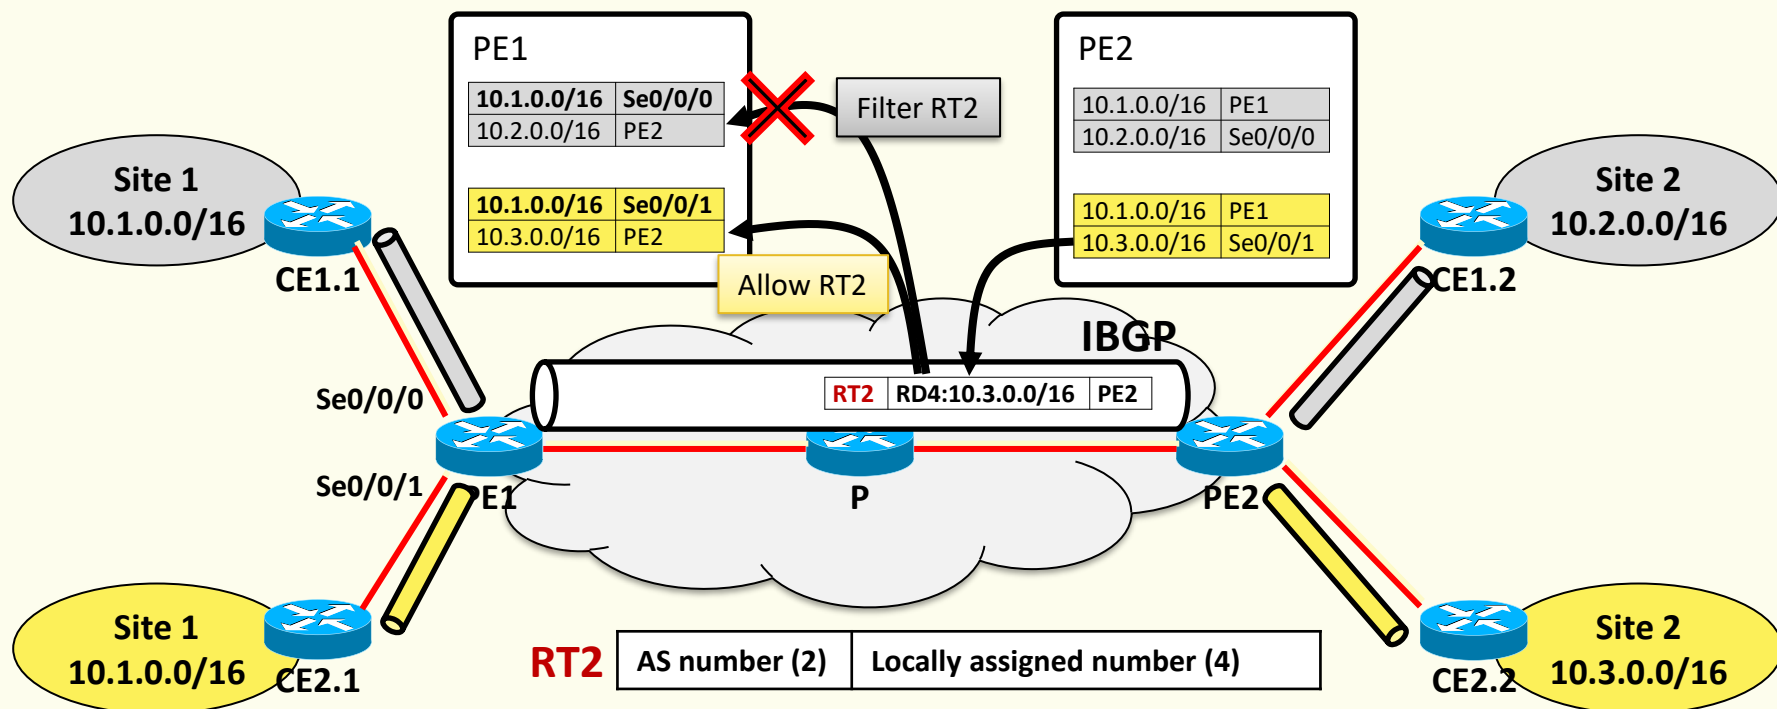 PE1
10.1.0.0/16 Se0/0/0
10.2.0.0/16 PE2
10.1.0.0/16 Se0/0/1
10.3.0.0/16 PE2
Filter RT2
Allow RT2
PE2
10.1.0.0/16 PE1
10.2.0.0/16 Se0/0/0
10.1.0.0/16 PE1
10.3.0.0/16 Se0/0/1
Site 1
10.1.0.0/16
CE1.1
Site 2
10.2.0.0/16
CE1.2
IBGP
RT2 RD4:10.3.0.0/16 PE2
Se0/0/0
Se0/0/1
PE1
P
PE2
Site 1
10.1.0.0/16
CE2.1
RT2 AS number (2) Locally assigned number (4)
Site 2
10.3.0.0/16
CE2.2